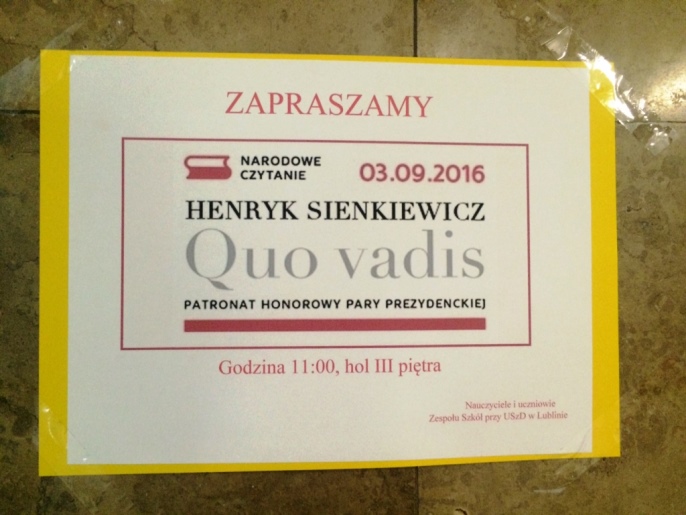 ZAPRASZAMY
NARODOWE
CZYTANIE
03.09.2016
HENRYK SIENKIEWICZ
Quo vadis
PATRONAT HONOROWY PARY PREZYDENCKIEJ
Godzina 11:00, hol III piętra
Nauczyciele i uczniowie
Zespołu Szkół przy USzD w Lublinie